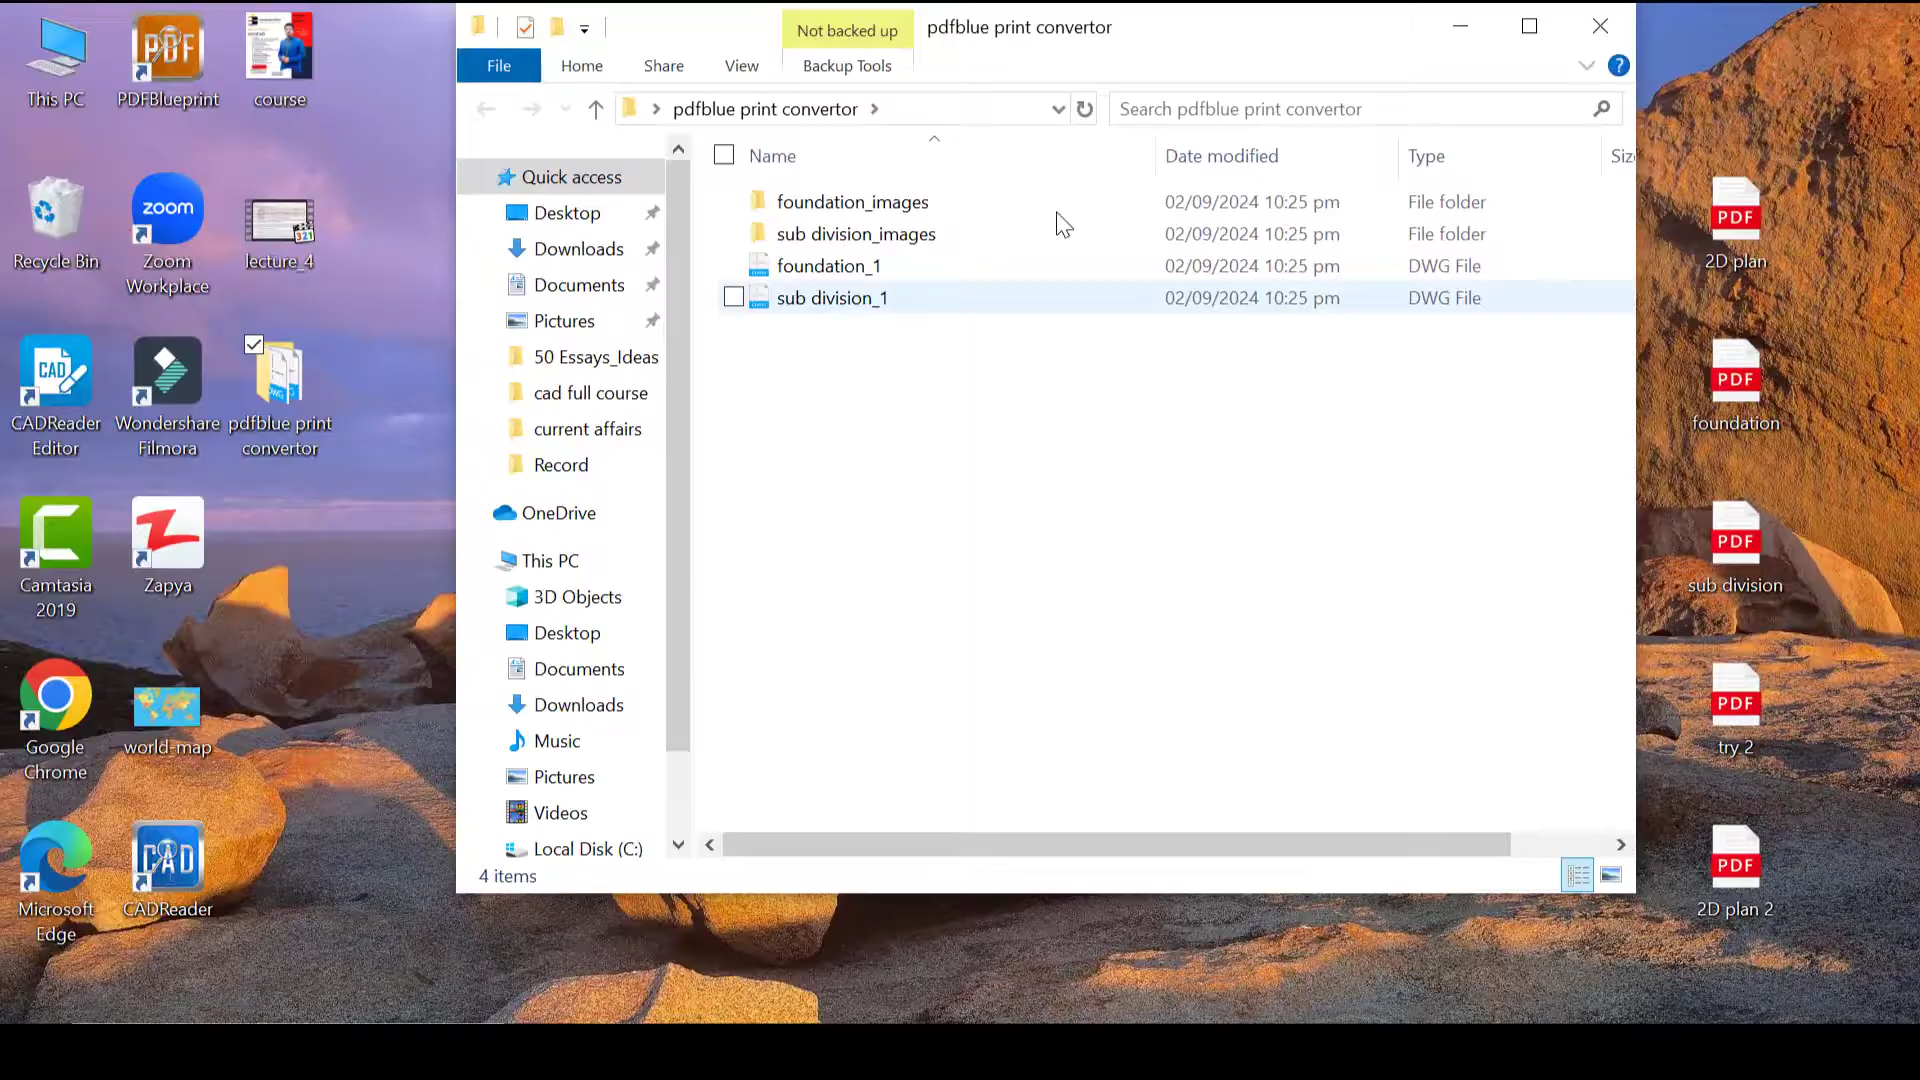 This PC
PDF
PDFBlueprint
course
Recycle Bin
zoom
Zoom
Workplace
lecture_4
CAD
CADReader
Editor
Wondershare
Filmora
pdfblue print
convertor
Camtasia
2019
Zapya
Google
Chrome
world-map
Microsoft
Edge
CAD
CADReader
Not backed up
pdfblue print convertor
File
Home
Share
View
Backup Tools
pdfblue print convertor
Search pdfblue print convertor
Quick access
Desktop
Downloads
Documents
Pictures
50 Essays_Ideas
cad full course
current affairs
Record
OneDrive
This PC
3D Objects
Desktop
Documents
Downloads
Music
Pictures
Videos
Local Disk (C:)
Name Date modified Type
foundation_images 02/09/2024 10:25 pm File folder
sub division_images 02/09/2024 10:25 pm File folder
foundation_1 02/09/2024 10:25 pm DWG File
sub division_1 02/09/2024 10:25 pm DWG File
4 items
PDF
2D plan
PDF
foundation
PDF
sub division
PDF
try 2
PDF
2D plan 2